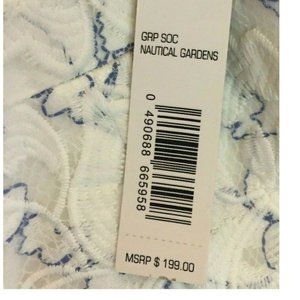 GRP SOC
NAUTICAL GARDENS
0 490688 665958
MSRP $ 199.00